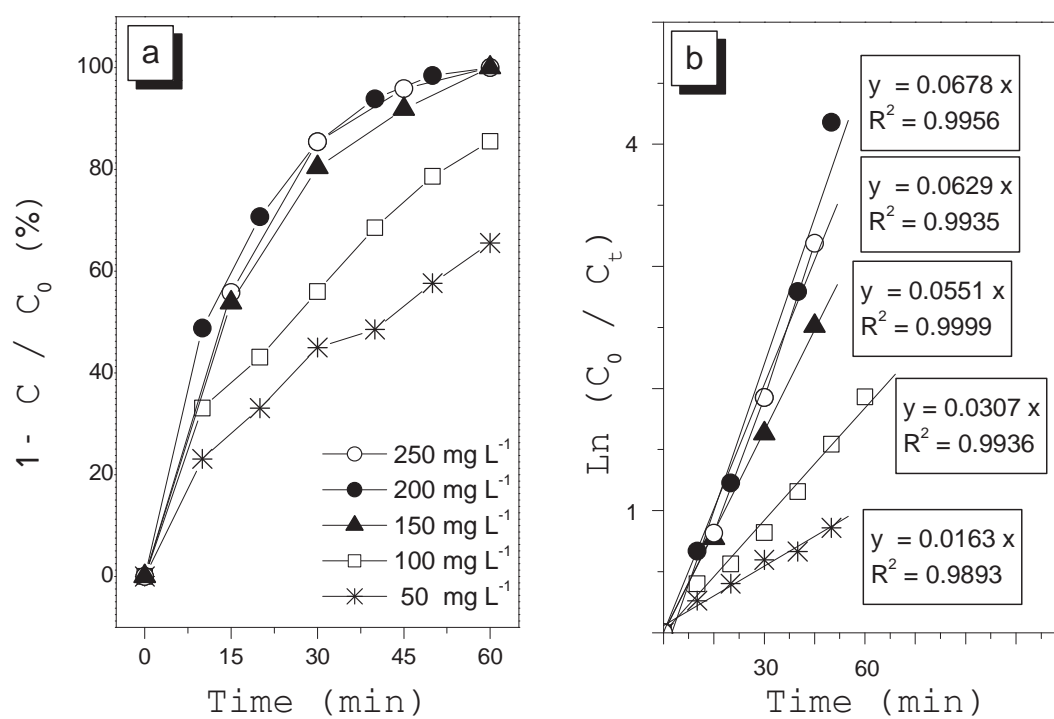 a
1- C / C0 (%)
100
80
60
40
20
0
250 mg L-1
200 mg L-1
150 mg L-1
100 mg L-1
50 mg L-1
0 15 30 45 60
Time (min)
b
Ln (C0 / Ct)
4
1
y = 0.0678 x
R2 = 0.9956
y = 0.0629 x
R2 = 0.9935
y = 0.0551 x
R2 = 0.9999
y = 0.0307 x
R2 = 0.9936
y = 0.0163 x
R2 = 0.9893
30 60
Time (min)